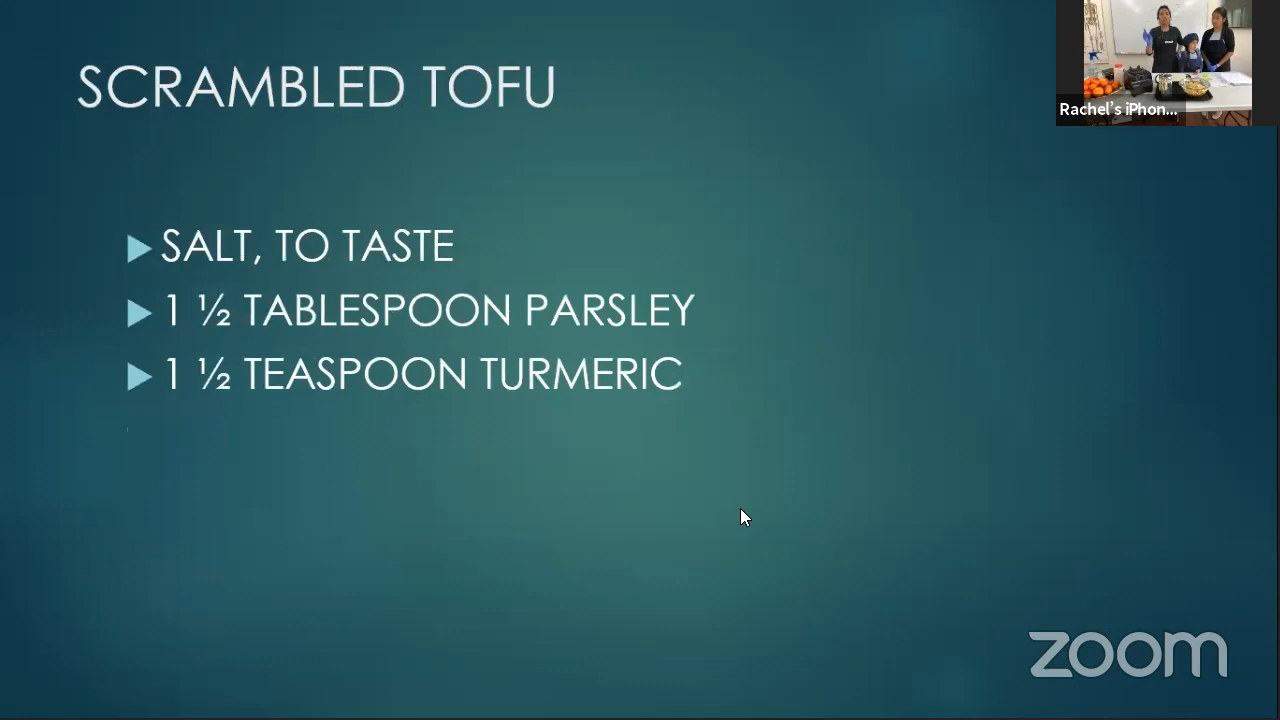 SCRAMBLED TOFU
SALT, TO TASTE
1 ½ TABLESPOON PARSLEY
1 ½ TEASPOON TURMERIC
Rachel’s iPhon...
zoom